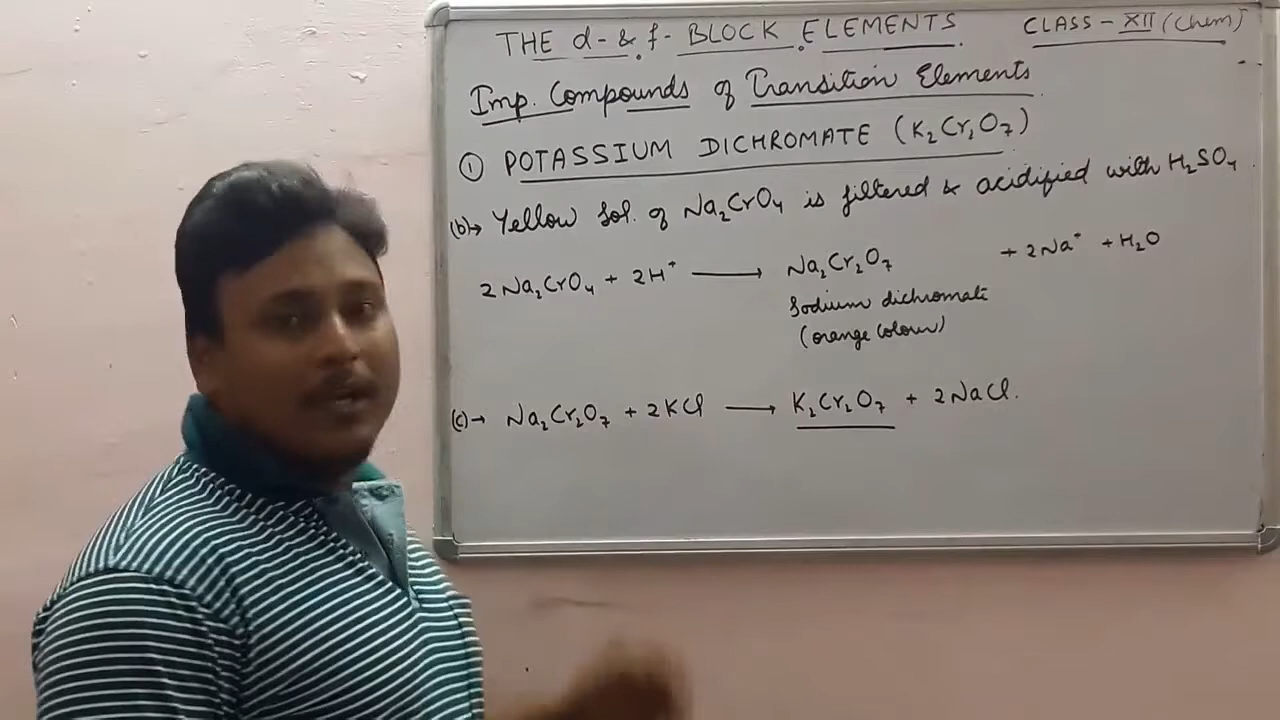 THE d- & f- BLOCK ELEMENTS. CLASS - XII (Chem)
Imp. Compounds of Transition Elements
① POTASSIUM DICHROMATE (K₂Cr₂O₇)
(b)→ Yellow Sol. of Na₂CrO₄ is filtered & acidified with H₂SO₄.
2Na₂CrO₄ + 2H⁺ ⟶ Na₂Cr₂O₇ + 2Na⁺ + H₂O
Sodium dichromate
(orange colour)
(c)→ Na₂Cr₂O₇ + 2KCl ⟶ K₂Cr₂O₇ + 2NaCl.